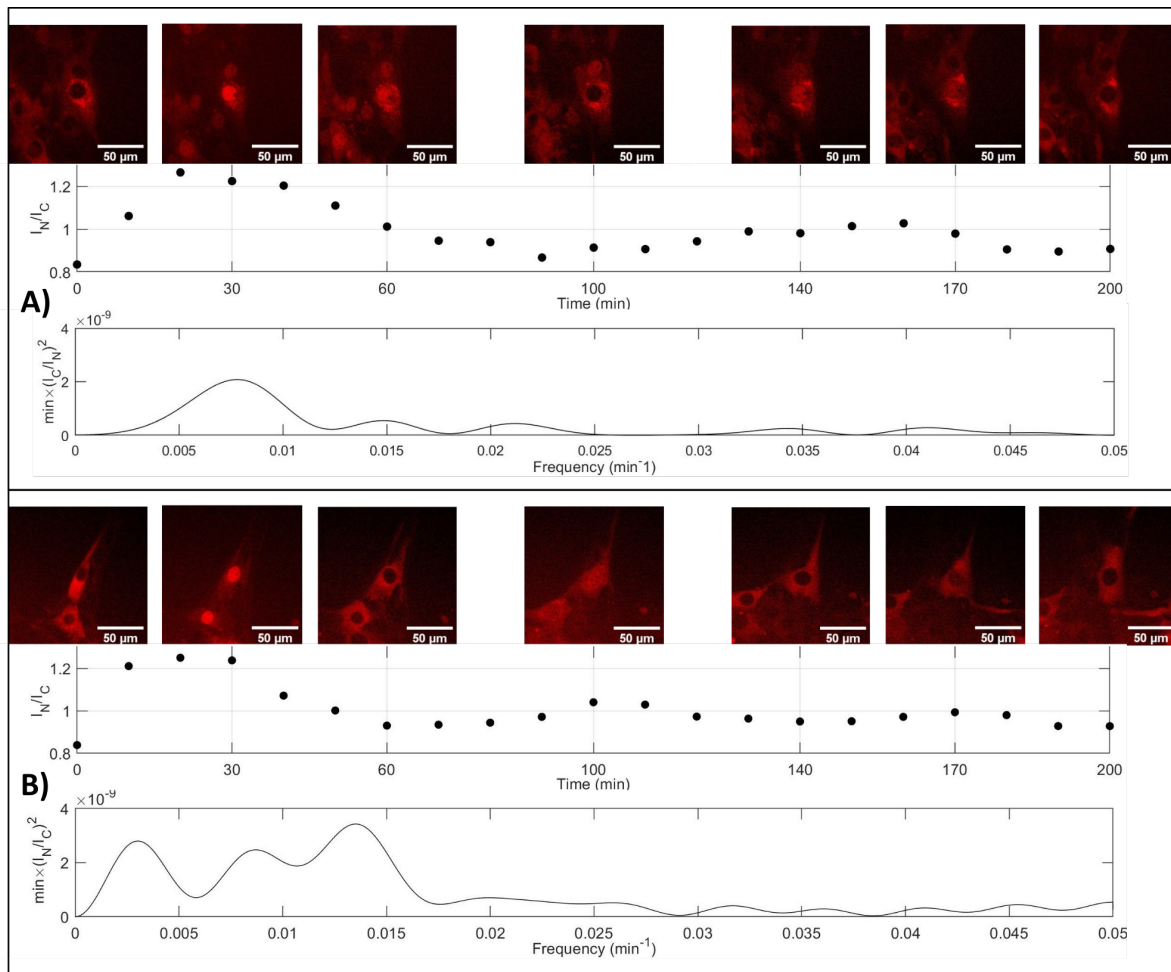 50 µm 50 µm 50 µm 50 µm 50 µm 50 µm 50 µm
1.2
1
0.8
I_N/I_C
0 30 60 100 140 170 200
Time (min)
A)
×10⁻⁹
4
2
0
min×(I_C/I_N)²
0 0.005 0.01 0.015 0.02 0.025 0.03 0.035 0.04 0.045 0.05
Frequency (min⁻1)
50 µm 50 µm 50 µm 50 µm 50 µm 50 µm 50 µm
1.2
1
0.8
I_N/I_C
0 30 60 100 140 170 200
Time (min)
B)
×10⁻⁹
4
2
0
min×(I_N/I_C)²
0 0.005 0.01 0.015 0.02 0.025 0.03 0.035 0.04 0.045 0.05
Frequency (min⁻¹)